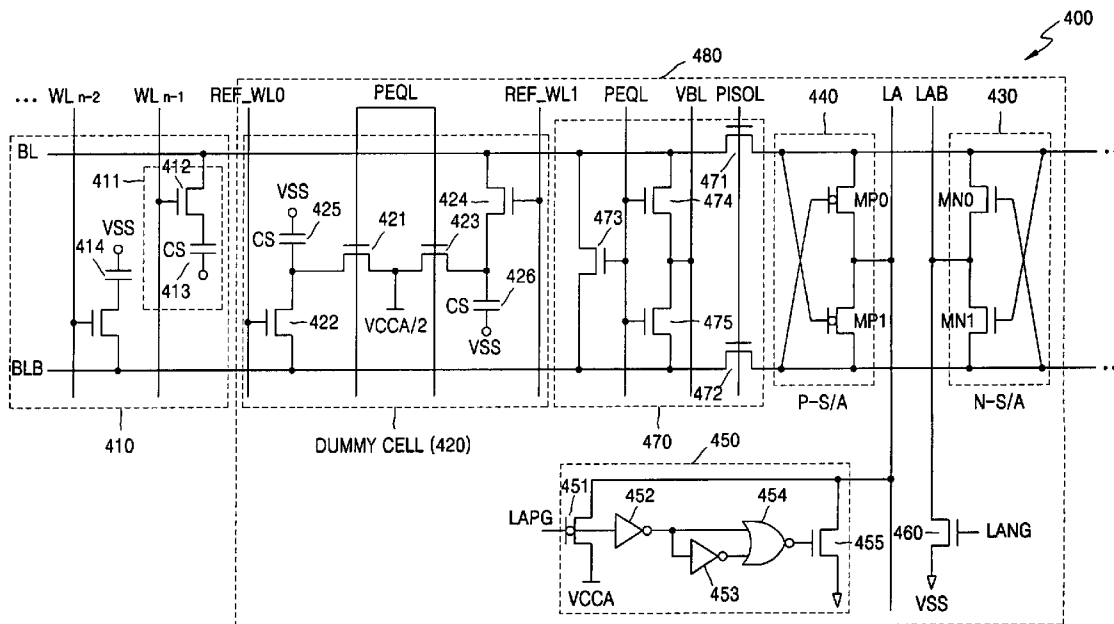 400
480
... WL n-2 WL n-1 REF_WL0 PEQL REF_WL1 PEQL VBL PISOL 440 LA LAB 430
BL
411 412
471
VSS 424 474
VSS 425 421 423 473 MP0 MN0
414 CS CS
413 426
CS
422 VCCA/2 VSS 475 MP1 MN1
BLB
472
P-S/A N-S/A
410 DUMMY CELL (420) 470 450
451 452 454
LAPG 455 460 LANG
453
VCCA VSS